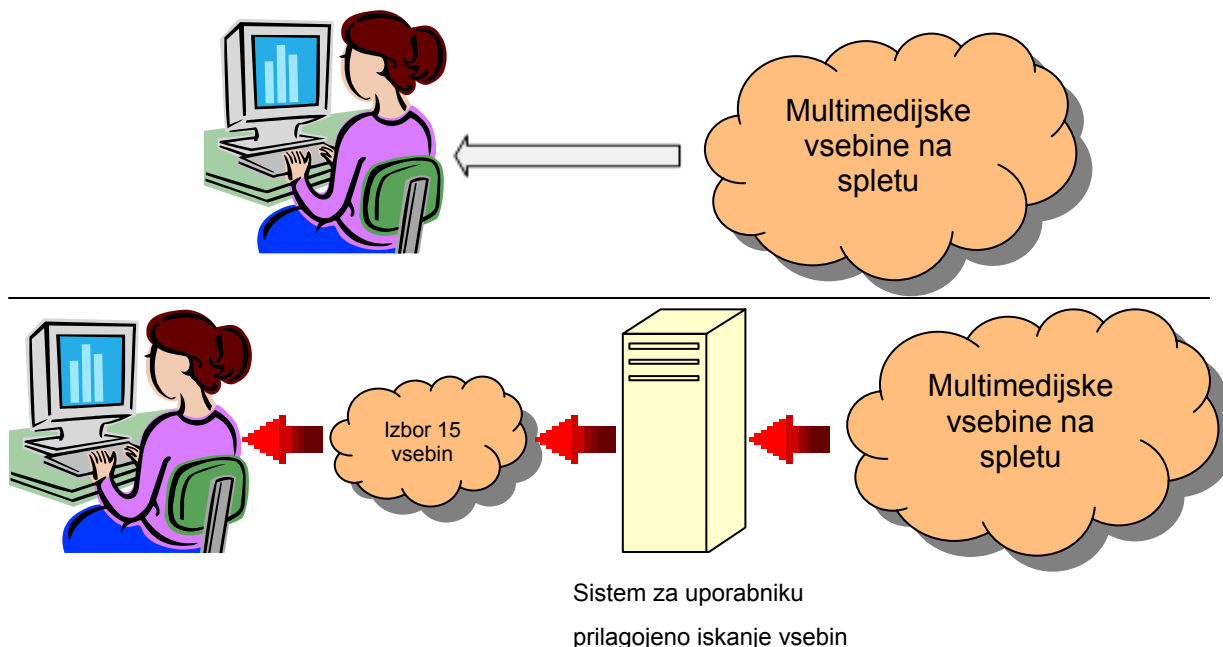 Multimedijske
vsebine na
spletu
Izbor 15
vsebin
Multimedijske
vsebine na
spletu
Sistem za uporabniku
prilagojeno iskanje vsebin